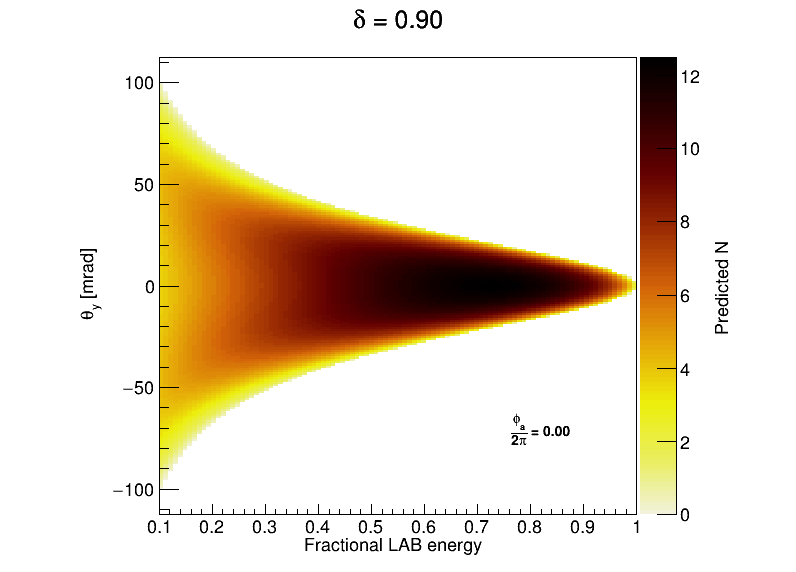 δ = 0.90
θy [mrad]
100
50
0
−50
−100
ϕa
2π
= 0.00
0.1 0.2 0.3 0.4 0.5 0.6 0.7 0.8 0.9 1
Fractional LAB energy
12
10
8
6
4
2
0
Predicted N